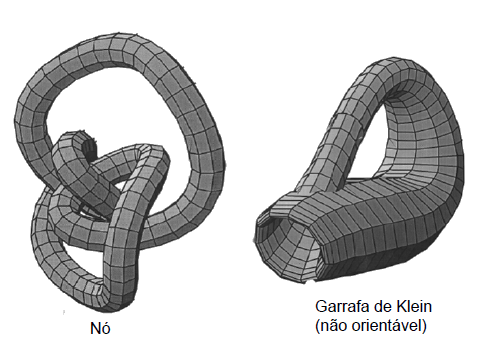 Nó
Garrafa de Klein
(não orientável)